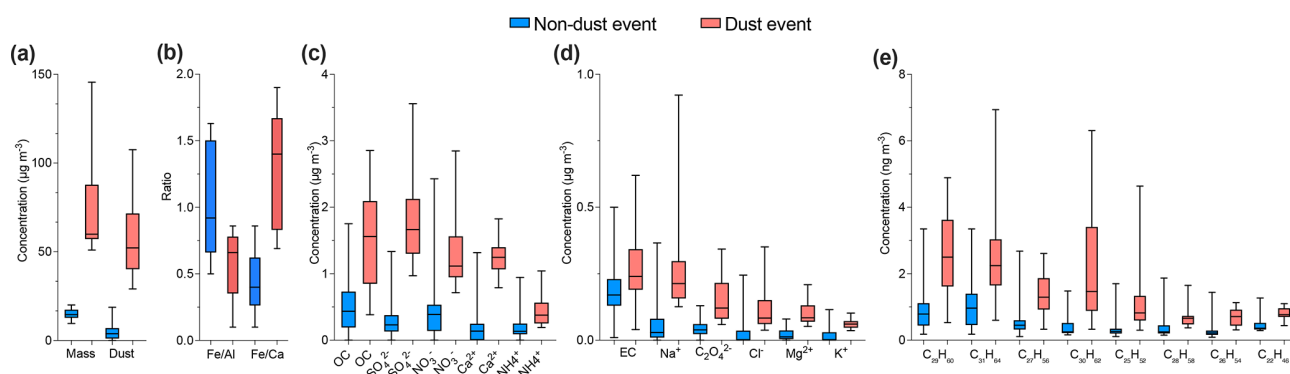 Non-dust event Dust event
(a)
Concentration (µg m⁻³)
150
100
50
0
Mass Dust
(b)
Ratio
2.0
1.5
1.0
0.5
0.0
Fe/Al Fe/Ca
(c)
Concentration (µg m⁻³)
4
3
2
1
0
OC OC SO₄²⁻ SO₄²⁻ NO₃⁻ NO₃⁻ Ca²⁺ Ca²⁺ NH4⁺ NH4⁺
(d)
Concentration (µg m⁻³)
1.0
0.5
0.0
EC Na⁺ C₂O₄²⁻ Cl⁻ Mg²⁺ K⁺
(e)
Concentration (ng m⁻³)
8
6
4
2
0
C₂₉H₆₀ C₃₁H₆₄ C₂₇H₅₆ C₃₀H₆₂ C₂₅H₅₂ C₂₈H₅₈ C₂₆H₅₄ C₂₂H₄₆